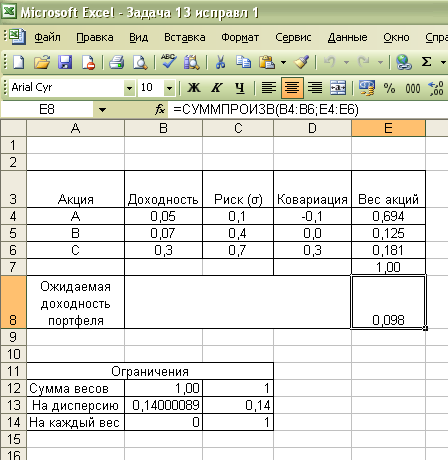 Microsoft Excel - Задача 13 исправл 1
Файл Правка Вид Вставка Формат Сервис Данные Окно
Arial Cyr 10 Ж К Ч % 000
E8 fx =СУММПРОИЗВ(B4:B6;E4:E6)
A B C D E
1
2
3 Акция Доходность Риск (σ) Ковариация Вес акций
4 A 0,05 0,1 -0,1 0,694
5 B 0,07 0,4 0,0 0,125
6 C 0,3 0,7 0,3 0,181
7 1,00
Ожидаемая
доходность
8 портфеля 0,098
9
10
11 Ограничения
12 Сумма весов 1,00 1
13 На дисперсию 0,14000089 0,14
14 На каждый вес 0 1
15
16